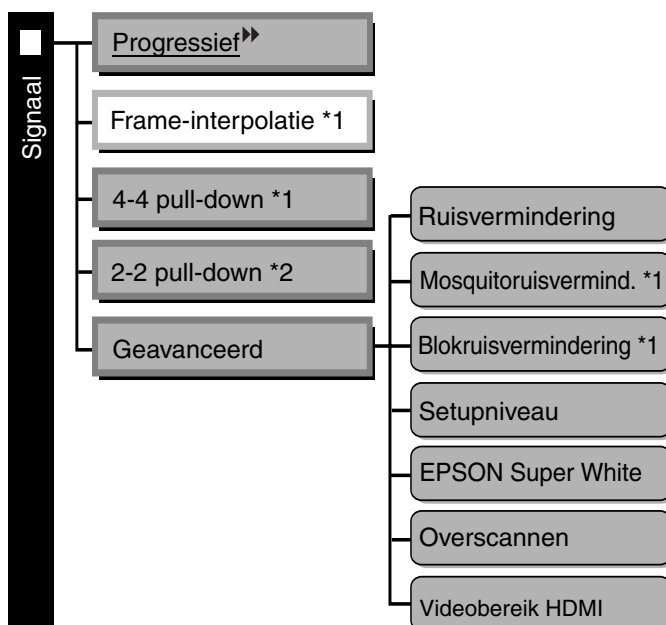 Signaal
Progressief
Frame-interpolatie *1
4-4 pull-down *1
2-2 pull-down *2
Geavanceerd
Ruisvermindering
Mosquitoruisvermind. *1
Blokruisvermindering *1
Setupniveau
EPSON Super White
Overscannen
Videobereik HDMI